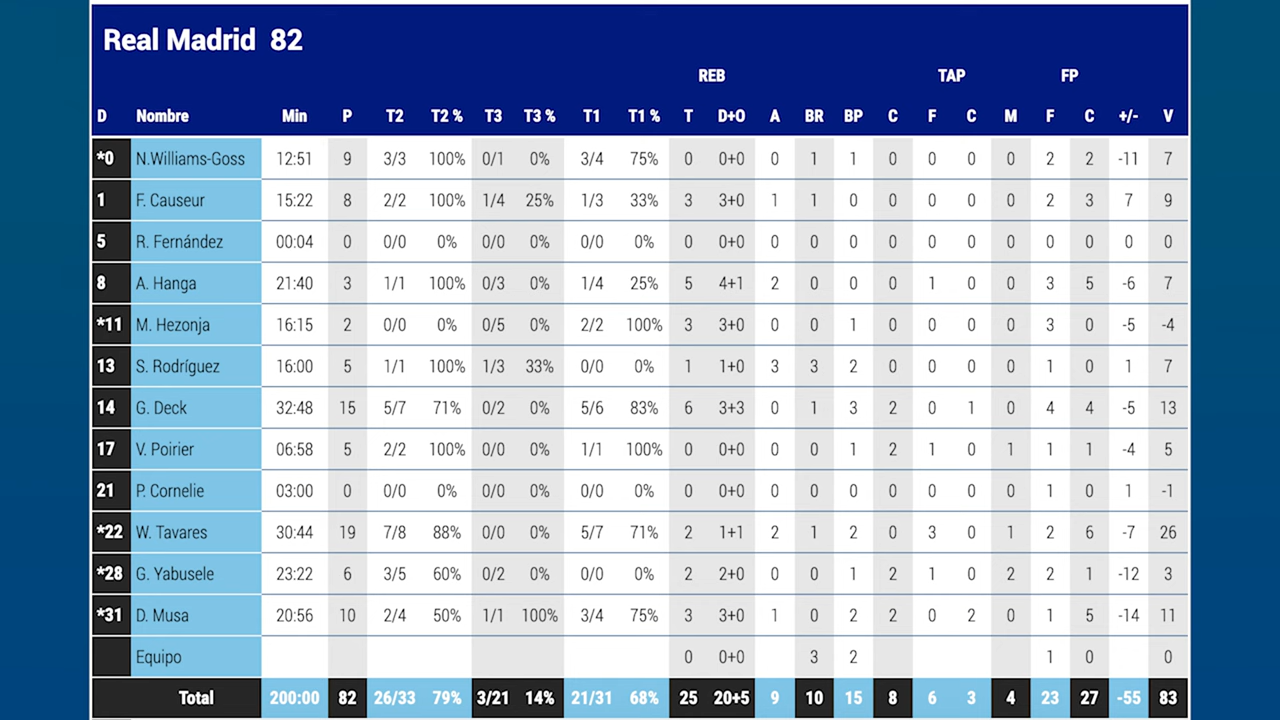 Real Madrid 82
REB TAP FP
D Nombre Min P T2 T2 % T3 T3 % T1 T1 % T D+O A BR BP C F C M F C +/- V
*0 N.Williams-Goss 12:51 9 3/3 100% 0/1 0% 3/4 75% 0 0+0 0 1 1 0 0 0 0 2 2 -11 7
1 F. Causeur 15:22 8 2/2 100% 1/4 25% 1/3 33% 3 3+0 1 1 0 0 0 0 0 2 3 7 9
5 R. Fernández 00:04 0 0/0 0% 0/0 0% 0/0 0% 0 0+0 0 0 0 0 0 0 0 0 0 0 0
8 A. Hanga 21:40 3 1/1 100% 0/3 0% 1/4 25% 5 4+1 2 0 0 0 1 0 0 3 5 -6 7
*11 M. Hezonja 16:15 2 0/0 0% 0/5 0% 2/2 100% 3 3+0 0 0 1 0 0 0 0 3 0 -5 -4
13 S. Rodríguez 16:00 5 1/1 100% 1/3 33% 0/0 0% 1 1+0 3 3 2 0 0 0 0 1 0 1 7
14 G. Deck 32:48 15 5/7 71% 0/2 0% 5/6 83% 6 3+3 0 1 3 2 0 1 0 4 4 -5 13
17 V. Poirier 06:58 5 2/2 100% 0/0 0% 1/1 100% 0 0+0 0 0 1 2 1 0 1 1 1 -4 5
21 P. Cornelie 03:00 0 0/0 0% 0/0 0% 0/0 0% 0 0+0 0 0 0 0 0 0 0 1 0 1 -1
*22 W. Tavares 30:44 19 7/8 88% 0/0 0% 5/7 71% 2 1+1 2 1 2 0 3 0 1 2 6 -7 26
*28 G. Yabusele 23:22 6 3/5 60% 0/2 0% 0/0 0% 2 2+0 0 0 1 2 1 0 2 2 1 -12 3
*31 D. Musa 20:56 10 2/4 50% 1/1 100% 3/4 75% 3 3+0 1 0 2 2 0 2 0 1 5 -14 11
Equipo 0 0+0 3 2 1 0 0
Total 200:00 82 26/33 79% 3/21 14% 21/31 68% 25 20+5 9 10 15 8 6 3 4 23 27 -55 83